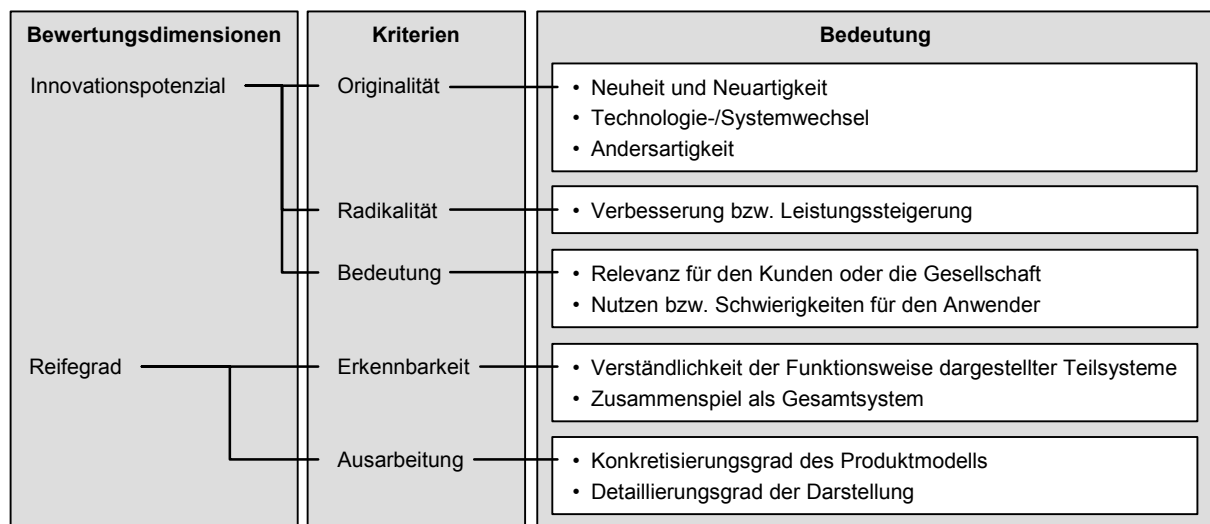 Bewertungsdimensionen
Kriterien
Bedeutung
Innovationspotenzial
Originalität
• Neuheit und Neuartigkeit
• Technologie-/Systemwechsel
• Andersartigkeit
Radikalität
• Verbesserung bzw. Leistungssteigerung
Bedeutung
• Relevanz für den Kunden oder die Gesellschaft
• Nutzen bzw. Schwierigkeiten für den Anwender
Reifegrad
Erkennbarkeit
• Verständlichkeit der Funktionsweise dargestellter Teilsysteme
• Zusammenspiel als Gesamtsystem
Ausarbeitung
• Konkretisierungsgrad des Produktmodells
• Detaillierungsgrad der Darstellung